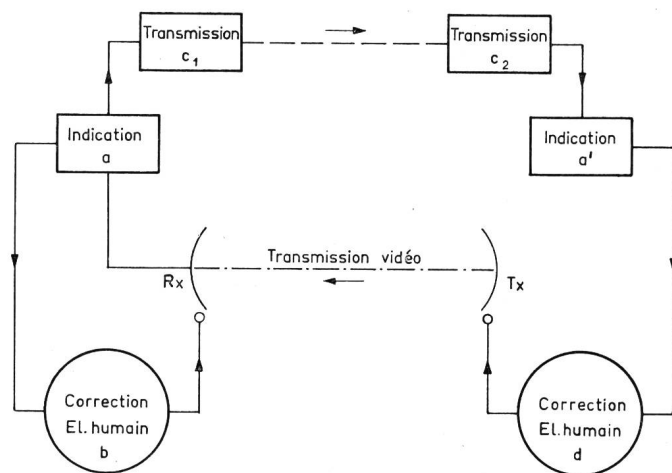 Transmission
c₁
Transmission
c₂
Indication
a
Indication
a'
Transmission vidéo
Rx
Tx
Correction
El. humain
b
Correction
El. humain
d